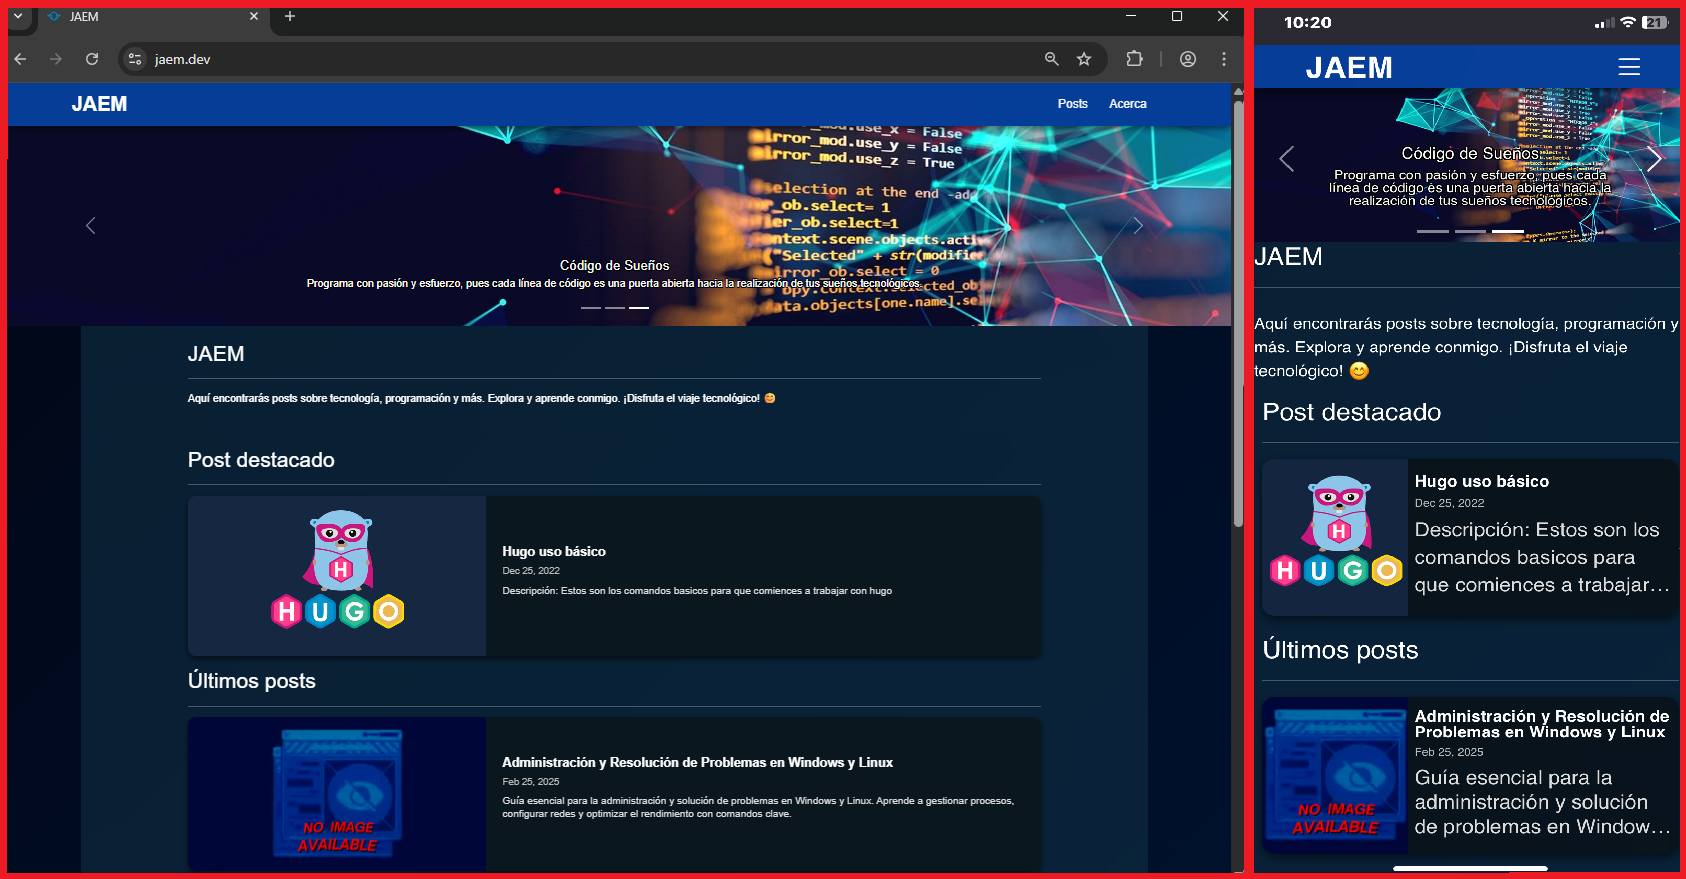 JAEM
jaem.dev
JAEM
Posts
Acerca
mirror_mod.use_x = False
mirror_mod.use_y = False
mirror_mod.use_z = True
selection at the end -add
_ob.select= 1
er_ob.select=1
ntext.scene.objects.activ
("Selected" + str(modifier
irror_ob.select = 0
bpy.context.selected_ob
ata.objects[one.name].se
Código de Sueños
Programa con pasión y esfuerzo, pues cada línea de código es una puerta abierta hacia la realización de tus sueños tecnológicos.
JAEM
Aquí encontrarás posts sobre tecnología, programación y más. Explora y aprende conmigo. ¡Disfruta el viaje tecnológico! 😊
Post destacado
H
HUGO
Hugo uso básico
Dec 25, 2022
Descripción: Estos son los comandos basicos para que comiences a trabajar con hugo
Últimos posts
NO IMAGE
AVAILABLE
Administración y Resolución de Problemas en Windows y Linux
Feb 25, 2025
Guía esencial para la administración y solución de problemas en Windows y Linux. Aprende a gestionar procesos,
configurar redes y optimizar el rendimiento con comandos clave.
10:20
21
JAEM
Código de Sueños
Programa con pasión y esfuerzo, pues cada
línea de código es una puerta abierta hacia la
realización de tus sueños tecnológicos.
JAEM
Aquí encontrarás posts sobre tecnología, programación y
más. Explora y aprende conmigo. ¡Disfruta el viaje
tecnológico! 😊
Post destacado
H
HUGO
Hugo uso básico
Dec 25, 2022
Descripción: Estos son los
comandos basicos para
que comiences a trabajar…
Últimos posts
NO IMAGE
AVAILABLE
Administración y Resolución de
Problemas en Windows y Linux
Feb 25, 2025
Guía esencial para la
administración y solución
de problemas en Window…